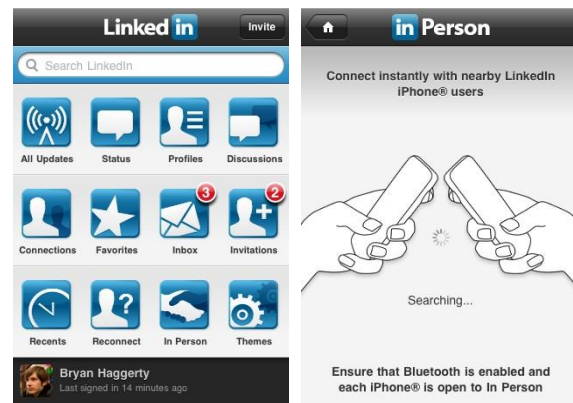 Linked in
Invite
Search LinkedIn
All Updates
Status
Profiles
Discussions
Connections
Favorites
3
Inbox
2
Invitations
Recents
?
Reconnect
In Person
Themes
Bryan Haggerty
Last signed in 14 minutes ago
in Person
Connect instantly with nearby LinkedIn
iPhone® users
Searching...
Ensure that Bluetooth is enabled and
each iPhone® is open to In Person